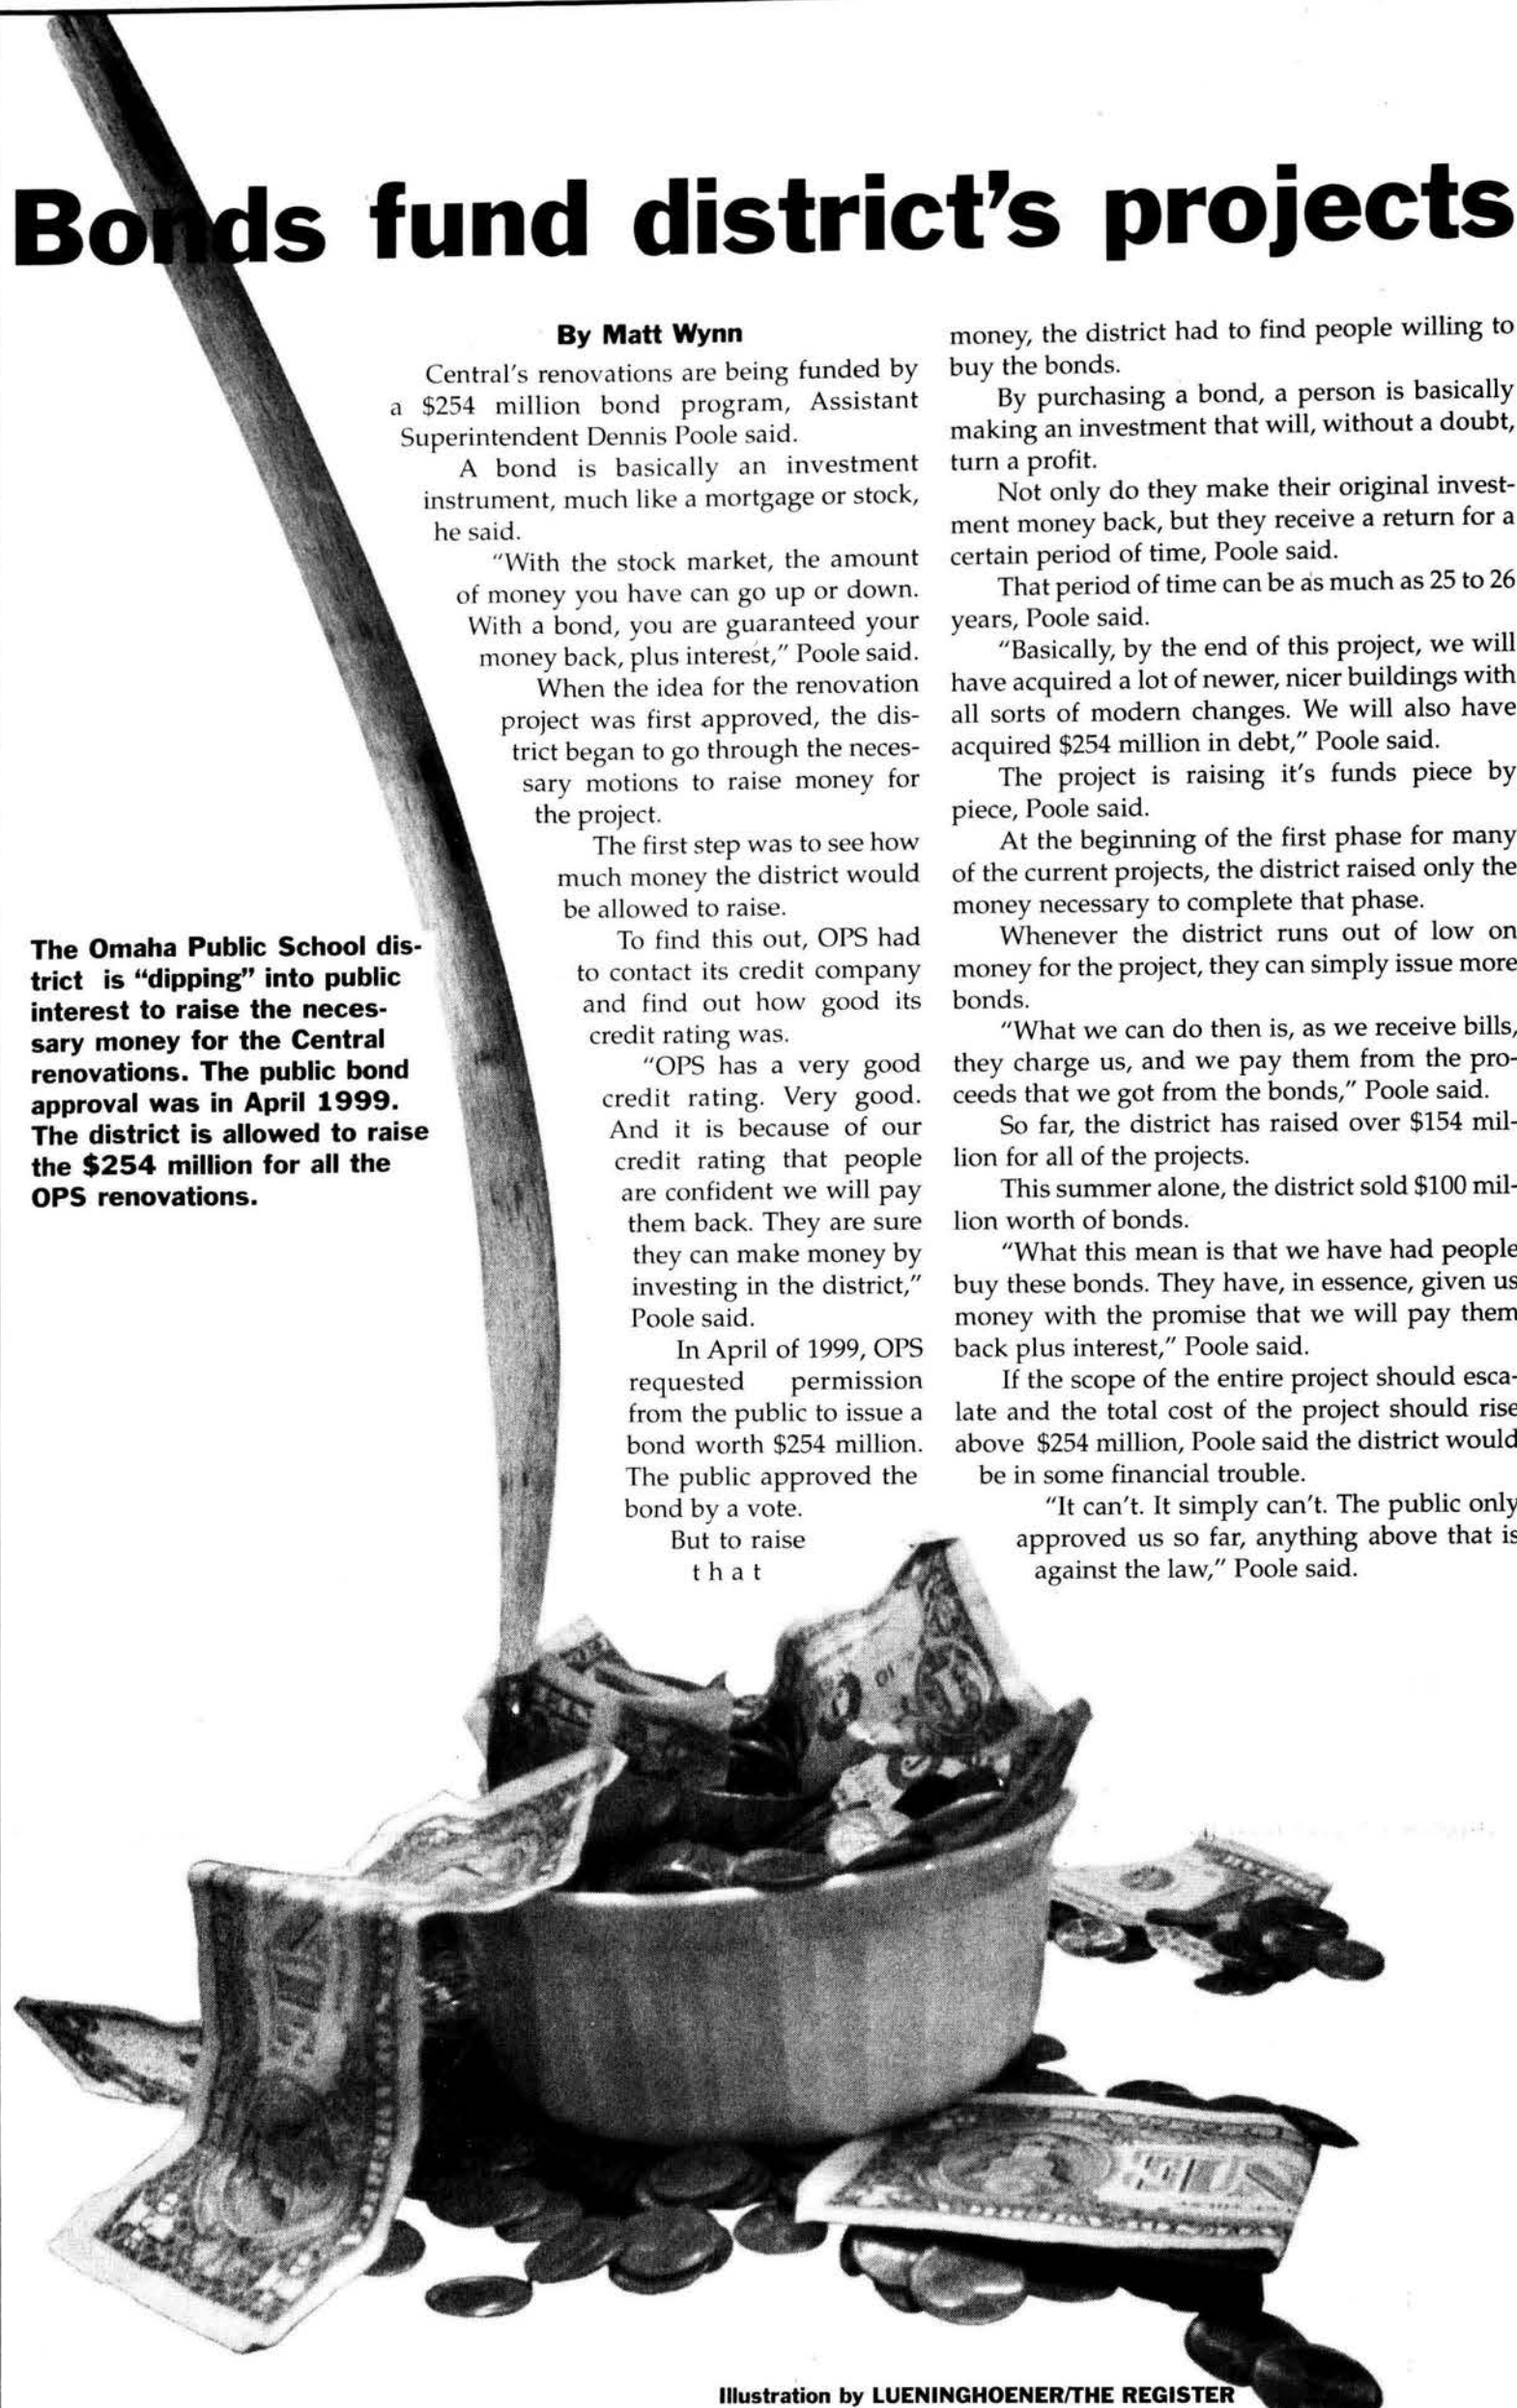 Bonds fund district's projects
By Matt Wynn
Central's renovations are being funded by
a $254 million bond program, Assistant
Superintendent Dennis Poole said.
A bond is basically an investment
instrument, much like a mortgage or stock,
he said.
"With the stock market, the amount
of money you have can go up or down.
With a bond, you are guaranteed your
money back, plus interest," Poole said.
When the idea for the renovation
project was first approved, the dis-
trict began to go through the neces-
sary motions to raise money for
the project.
The first step was to see how
much money the district would
be allowed to raise.
To find this out, OPS had
to contact its credit company
and find out how good its
credit rating was.
"OPS has a very good
credit rating. Very good.
And it is because of our
credit rating that people
are confident we will pay
them back. They are sure
they can make money by
investing in the district,"
Poole said.
In April of 1999, OPS
requested permission
from the public to issue a
bond worth $254 million.
The public approved the
bond by a vote.
But to raise
that
money, the district had to find people willing to
buy the bonds.
By purchasing a bond, a person is basically
making an investment that will, without a doubt,
turn a profit.
Not only do they make their original invest-
ment money back, but they receive a return for a
certain period of time, Poole said.
That period of time can be as much as 25 to 26
years, Poole said.
"Basically, by the end of this project, we will
have acquired a lot of newer, nicer buildings with
all sorts of modern changes. We will also have
acquired $254 million in debt," Poole said.
The project is raising it's funds piece by
piece, Poole said.
At the beginning of the first phase for many
of the current projects, the district raised only the
money necessary to complete that phase.
Whenever the district runs out of low on
money for the project, they can simply issue more
bonds.
"What we can do then is, as we receive bills,
they charge us, and we pay them from the pro-
ceeds that we got from the bonds," Poole said.
So far, the district has raised over $154 mil-
lion for all of the projects.
This summer alone, the district sold $100 mil-
lion worth of bonds.
"What this mean is that we have had people
buy these bonds. They have, in essence, given us
money with the promise that we will pay them
back plus interest," Poole said.
If the scope of the entire project should esca-
late and the total cost of the project should rise
above $254 million, Poole said the district would
be in some financial trouble.
"It can't. It simply can't. The public only
approved us so far, anything above that is
against the law," Poole said.
The Omaha Public School dis-
trict is "dipping" into public
interest to raise the neces-
sary money for the Central
renovations. The public bond
approval was in April 1999.
The district is allowed to raise
the $254 million for all the
OPS renovations.
Illustration by LUENINGHOENER/THE REGISTER